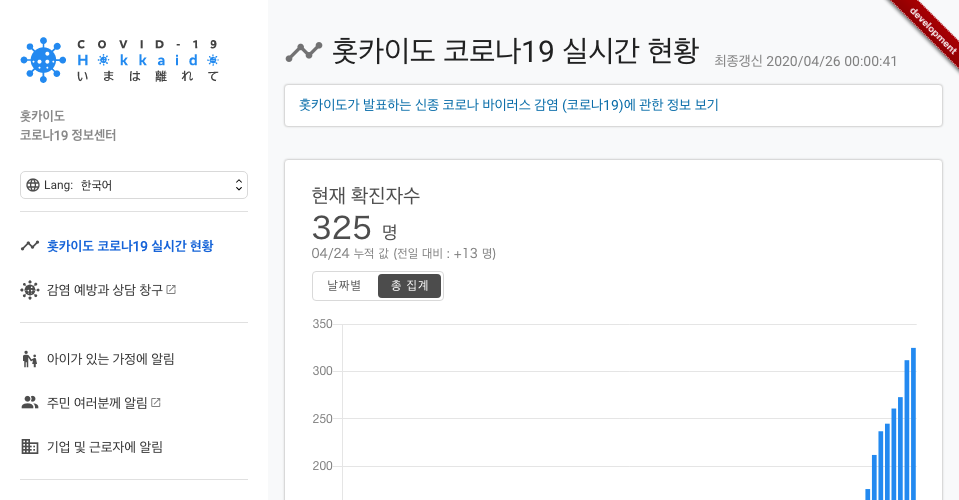 COVID-19
Hokkaido
いまは離れて
홋카이도
코로나19 정보센터
Lang: 한국어
홋카이도 코로나19 실시간 현황
감염 예방과 상담 창구
아이가 있는 가정에 알림
주민 여러분께 알림
기업 및 근로자에 알림
development
홋카이도 코로나19 실시간 현황
최종갱신 2020/04/26 00:00:41
홋카이도가 발표하는 신종 코로나 바이러스 감염 (코로나19)에 관한 정보 보기
현재 확진자수
325 명
04/24 누적 값 (전일 대비 : +13 명)
날짜별 총 집계
350
300
250
200